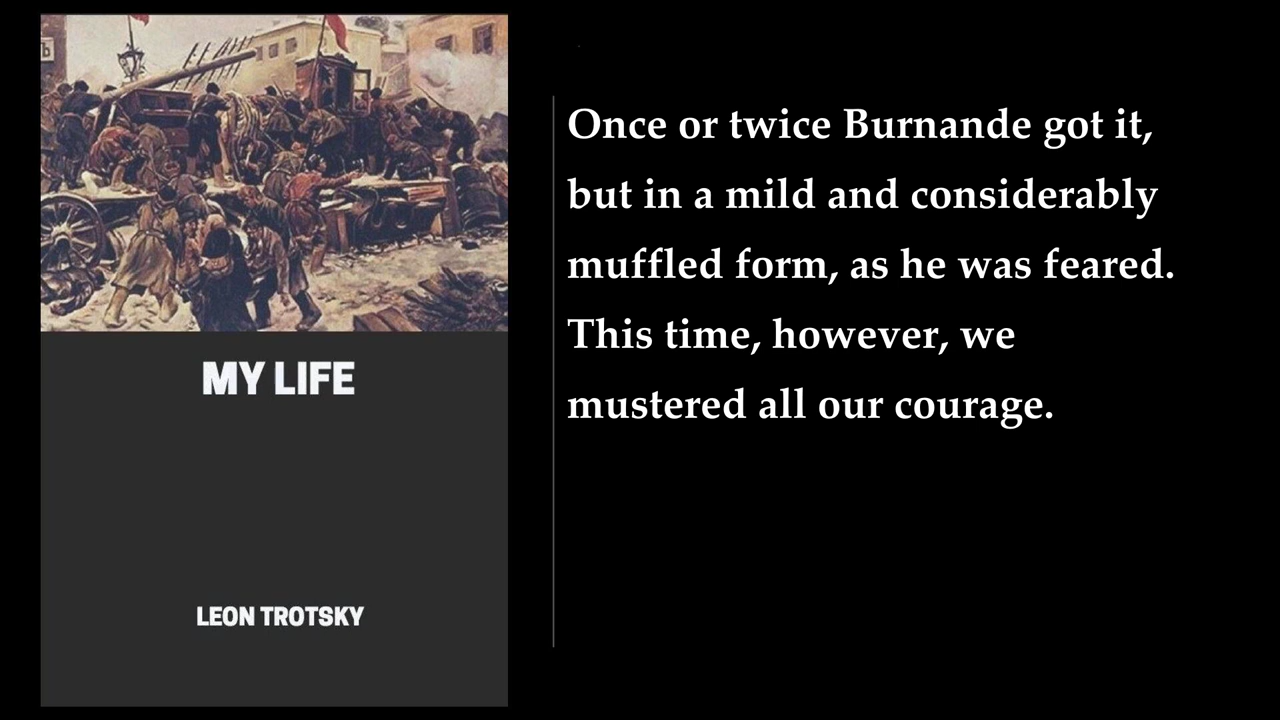 MY LIFE
LEON TROTSKY
Once or twice Burnande got it,
but in a mild and considerably
muffled form, as he was feared.
This time, however, we
mustered all our courage.